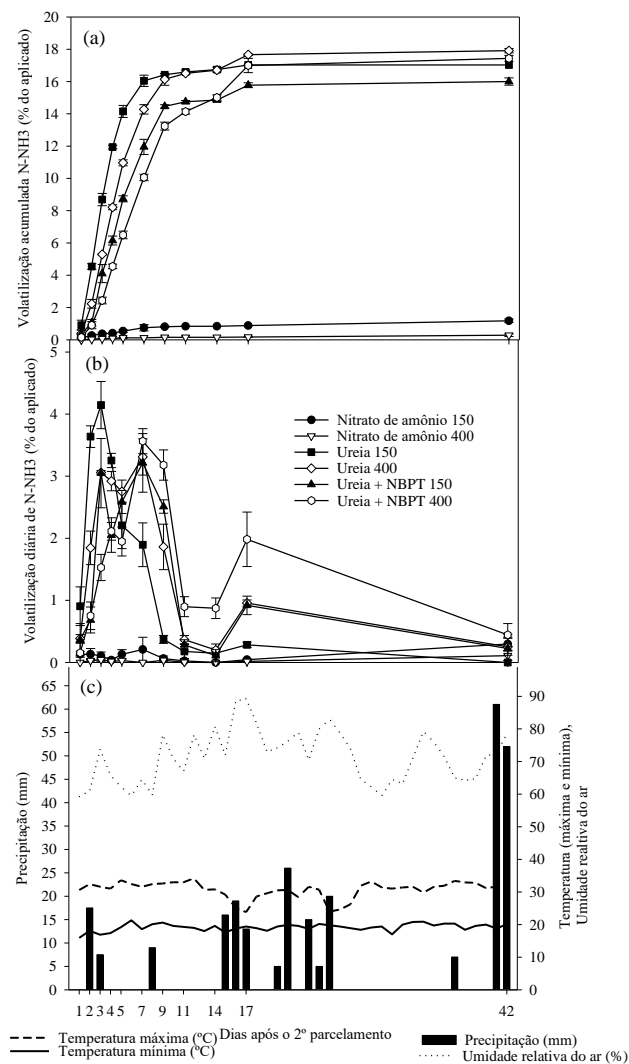 20
18
16
14
12
10
8
6
4
2
0
(a)
Volatilização acumulada N-NH3 (% do aplicado)
5
4
3
2
1
0
(b)
Volatilização diária de N-NH3 (% do aplicado)
Nitrato de amônio 150
Nitrato de amônio 400
Ureia 150
Ureia 400
Ureia + NBPT 150
Ureia + NBPT 400
(c)
65
60
55
50
45
40
35
30
25
20
15
10
5
0
Precipitação (mm)
90
80
70
60
50
40
30
20
10
0
Temperatura (máxima e mínima),
Umidade realtiva do ar
1 2 3 4 5 7 9 11 14 17 42
Dias após o 2º parcelamento
Temperatura máxima (ºC)
Temperatura mínima (ºC)
Precipitação (mm)
Umidade relativa do ar (%)